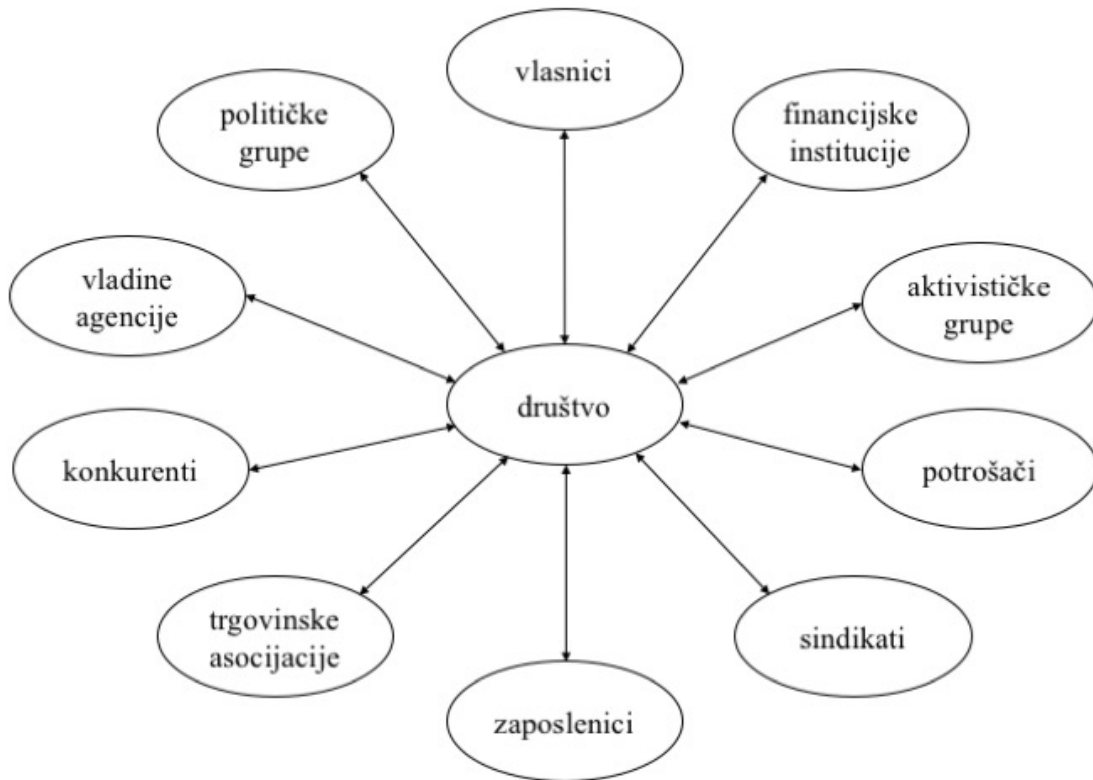 vlasnici
političke
grupe
financijske
institucije
vladine
agencije
aktivističke
grupe
društvo
konkurenti
potrošači
trgovinske
asocijacije
sindikati
zaposlenici